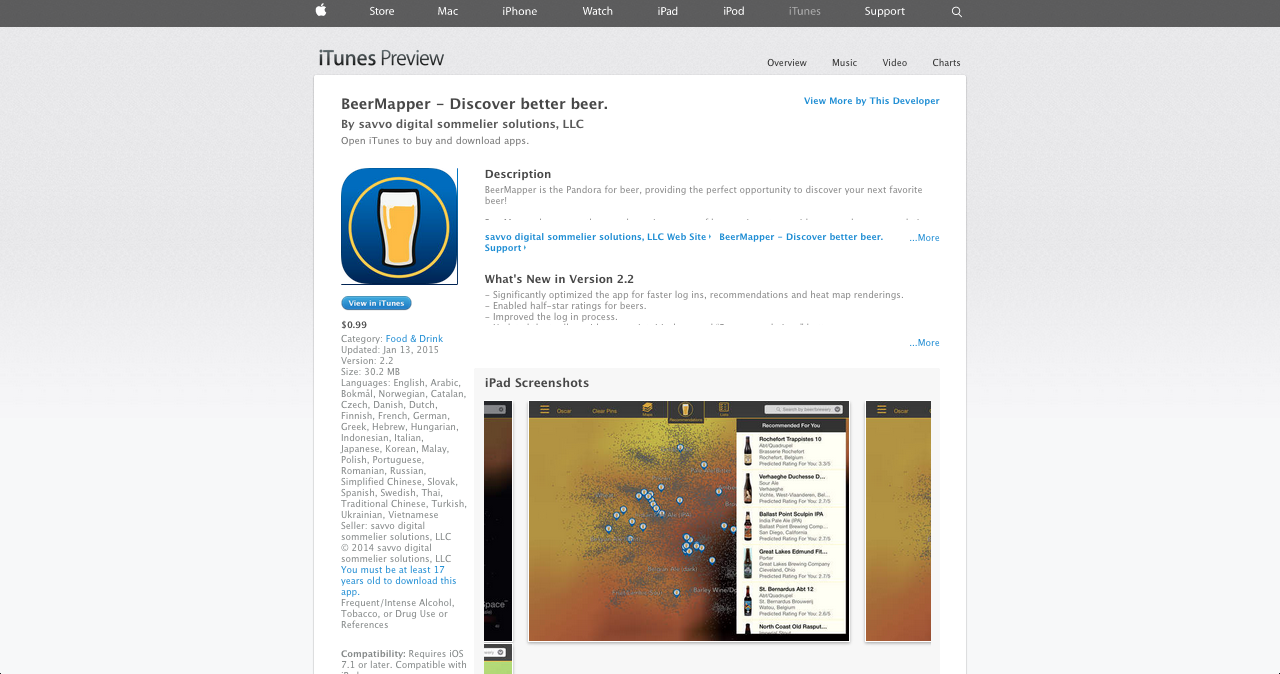 Store Mac iPhone Watch iPad iPod iTunes Support
iTunes Preview
Overview Music Video Charts
BeerMapper – Discover better beer.
View More by This Developer
By savvo digital sommelier solutions, LLC
Open iTunes to buy and download apps.
View in iTunes
$0.99
Category: Food & Drink
Updated: Jan 13, 2015
Version: 2.2
Size: 30.2 MB
Languages: English, Arabic,
Bokmål, Norwegian, Catalan,
Czech, Danish, Dutch,
Finnish, French, German,
Greek, Hebrew, Hungarian,
Indonesian, Italian,
Japanese, Korean, Malay,
Polish, Portuguese,
Romanian, Russian,
Simplified Chinese, Slovak,
Spanish, Swedish, Thai,
Traditional Chinese, Turkish,
Ukrainian, Vietnamese
Seller: savvo digital
sommelier solutions, LLC
© 2014 savvo digital
sommelier solutions, LLC
You must be at least 17
years old to download this
app.
Frequent/Intense Alcohol,
Tobacco, or Drug Use or
References
Compatibility: Requires iOS
7.1 or later. Compatible with
Description
BeerMapper is the Pandora for beer, providing the perfect opportunity to discover your next favorite
beer!
savvo digital sommelier solutions, LLC Web Site BeerMapper – Discover better beer.
Support
...More
What's New in Version 2.2
- Significantly optimized the app for faster log ins, recommendations and heat map renderings.
- Enabled half-star ratings for beers.
- Improved the log in process.
...More
iPad Screenshots
Oscar Clear Pins Maps Recommendations Lists Search by beer/brewery
Recommended For You
Rochefort Trappistes 10
Abt/Quadrupel
Brasserie Rochefort
Rochefort, Belgium
Predicted Rating For You: 3.3/5
Verhaeghe Duchesse D...
Sour Ale
Verhaeghe
Vichte, West-Vlaanderen, Bel...
Predicted Rating For You: 2.7/5
Ballast Point Sculpin IPA
India Pale Ale (IPA)
Ballast Point Brewing Comp...
San Diego, California
Predicted Rating For You: 2.7/5
Great Lakes Edmund Fit...
Porter
Great Lakes Brewing Company
Cleveland, Ohio
Predicted Rating For You: 2.7/5
St. Bernardus Abt 12
Abt/Quadrupel
St. Bernardus Brouwerij
Watou, Belgium
Predicted Rating For You: 2.6/5
North Coast Old Rasput...
Imperial Stout
Belgian Ale (Dark)
Barley Wine/
Space™
Oscar